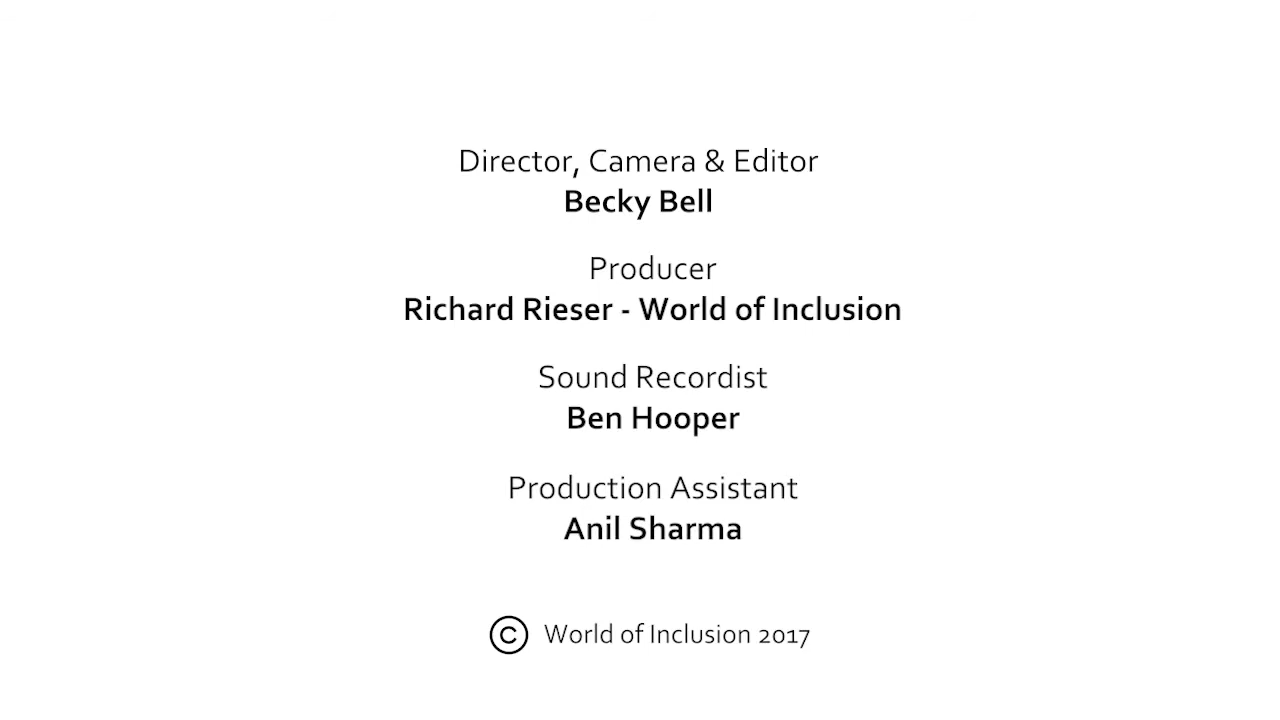 Director, Camera & Editor
Becky Bell
Producer
Richard Rieser - World of Inclusion
Sound Recordist
Ben Hooper
Production Assistant
Anil Sharma
© World of Inclusion 2017